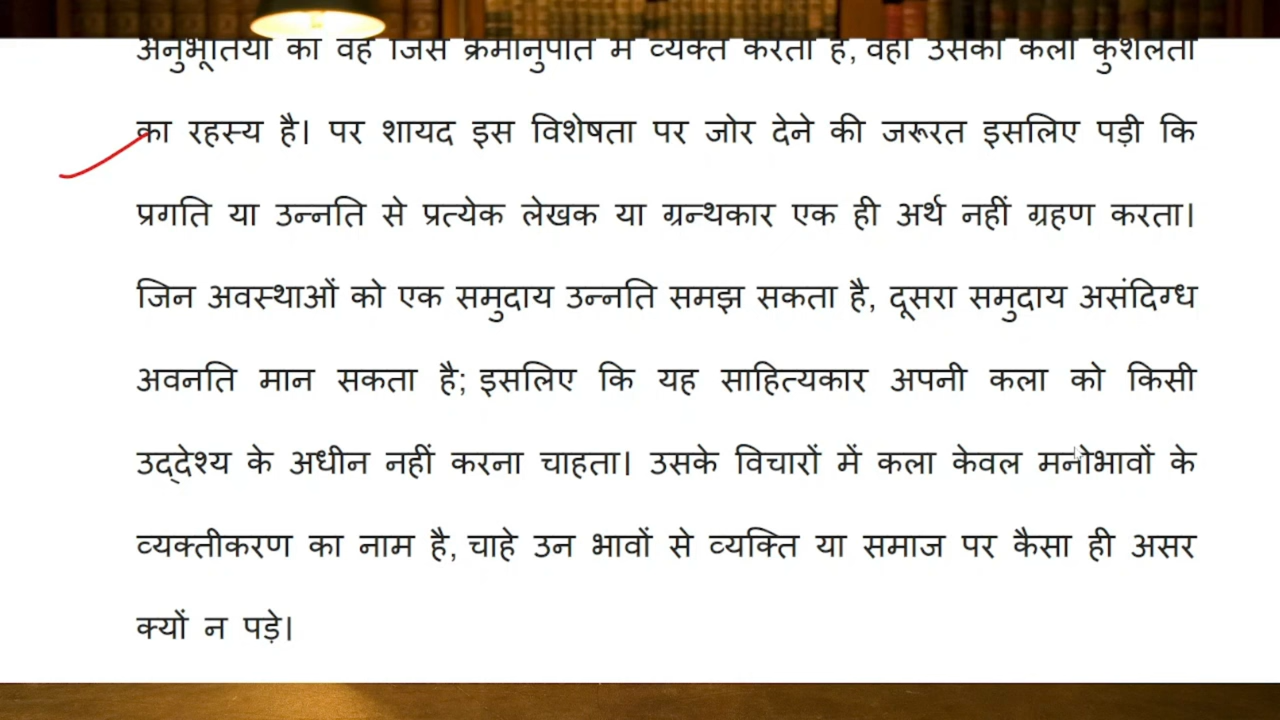 अनुभूतियों को वह जिस क्रमानुपात में व्यक्त करता है, वही उसकी कला कुशलता
का रहस्य है। पर शायद इस विशेषता पर जोर देने की जरूरत इसलिए पड़ी कि
प्रगति या उन्नति से प्रत्येक लेखक या ग्रन्थकार एक ही अर्थ नहीं ग्रहण करता।
जिन अवस्थाओं को एक समुदाय उन्नति समझ सकता है, दूसरा समुदाय असंदिग्ध
अवनति मान सकता है; इसलिए कि यह साहित्यकार अपनी कला को किसी
उद्देश्य के अधीन नहीं करना चाहता। उसके विचारों में कला केवल मनोभावों के
व्यक्तीकरण का नाम है, चाहे उन भावों से व्यक्ति या समाज पर कैसा ही असर
क्यों न पड़े।